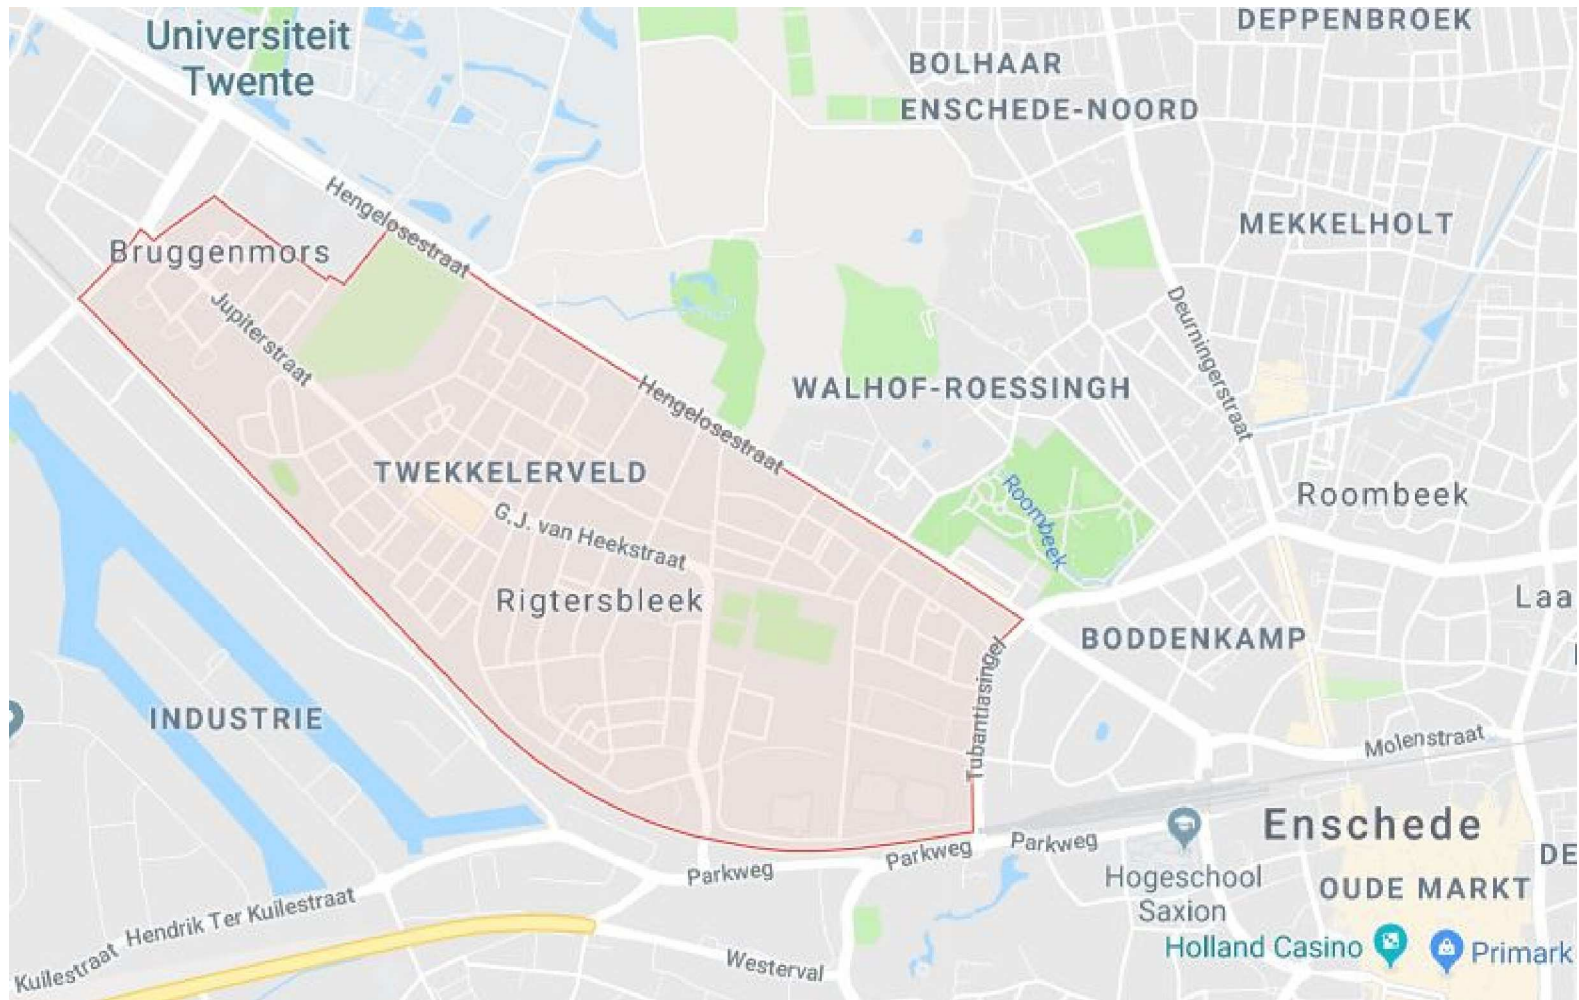 DEPPENBROEK
Universiteit
Twente
BOLHAAR
ENSCHEDE-NOORD
Hengelosestraat
MEKKELHOLT
Bruggenmors
Jupiterstraat
Deurningerstraat
Hengelosestraat
WALHOF-ROESSINGH
TWEKKELERVELD
Roombeek
Roombeek
G.J. van Heekstraat
Rigtersbleek
Laa
BODDENKAMP
Tubantiasingel
INDUSTRIE
Molenstraat
Enschede
Parkweg
Parkweg
Parkweg
DE
Hogeschool
Saxion
OUDE MARKT
Hendrik Ter Kuilestraat
Kuilestraat
Westerval
Holland Casino
Primark